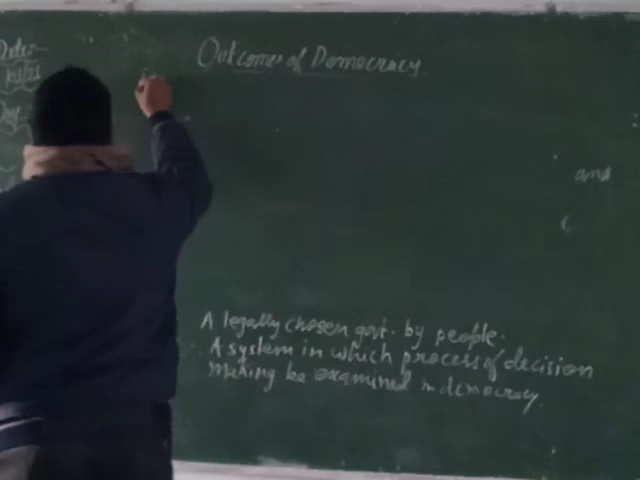 Outcomes of Democracy
and
A legally chosen govt. by people.
A system in which process of decision
making be examined in democracy.